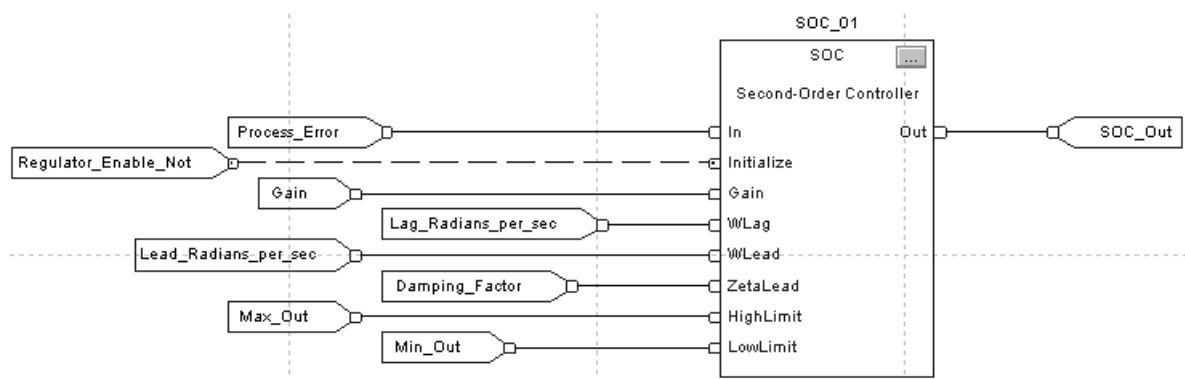 SOC_01
SOC ...
Second-Order Controller
Process_Error In Out SOC_Out
Regulator_Enable_Not Initialize
Gain Gain
Lag_Radians_per_sec WLag
Lead_Radians_per_sec WLead
Damping_Factor ZetaLead
Max_Out HighLimit
Min_Out LowLimit